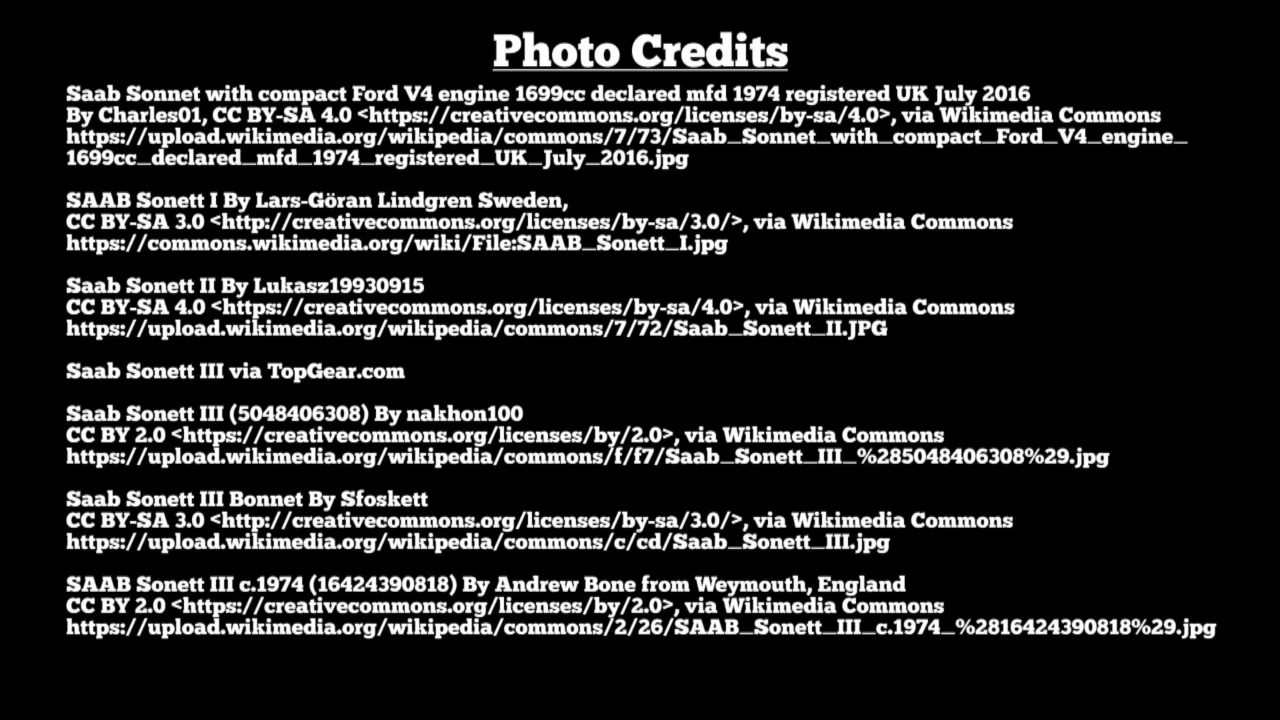 Photo Credits
Saab Sonnet with compact Ford V4 engine 1699cc declared mfd 1974 registered UK July 2016
By Charles01, CC BY-SA 4.0 <https://creativecommons.org/licenses/by-sa/4.0>, via Wikimedia Commons
https://upload.wikimedia.org/wikipedia/commons/7/73/Saab_Sonnet_with_compact_Ford_V4_engine_
1699cc_declared_mfd_1974_registered_UK_July_2016.jpg
SAAB Sonett I By Lars-Göran Lindgren Sweden,
CC BY-SA 3.0 <http://creativecommons.org/licenses/by-sa/3.0/>, via Wikimedia Commons
https://commons.wikimedia.org/wiki/File:SAAB_Sonett_I.jpg
Saab Sonett II By Lukasz19930915
CC BY-SA 4.0 <https://creativecommons.org/licenses/by-sa/4.0>, via Wikimedia Commons
https://upload.wikimedia.org/wikipedia/commons/7/72/Saab_Sonett_II.JPG
Saab Sonett III via TopGear.com
Saab Sonett III (5048406308) By nakhon100
CC BY 2.0 <https://creativecommons.org/licenses/by/2.0>, via Wikimedia Commons
https://upload.wikimedia.org/wikipedia/commons/f/f7/Saab_Sonett_III_%285048406308%29.jpg
Saab Sonett III Bonnet By Sfoskett
CC BY-SA 3.0 <http://creativecommons.org/licenses/by-sa/3.0/>, via Wikimedia Commons
https://upload.wikimedia.org/wikipedia/commons/c/cd/Saab_Sonett_III.jpg
SAAB Sonett III c.1974 (16424390818) By Andrew Bone from Weymouth, England
CC BY 2.0 <https://creativecommons.org/licenses/by/2.0>, via Wikimedia Commons
https://upload.wikimedia.org/wikipedia/commons/2/26/SAAB_Sonett_III_c.1974_%2816424390818%29.jpg